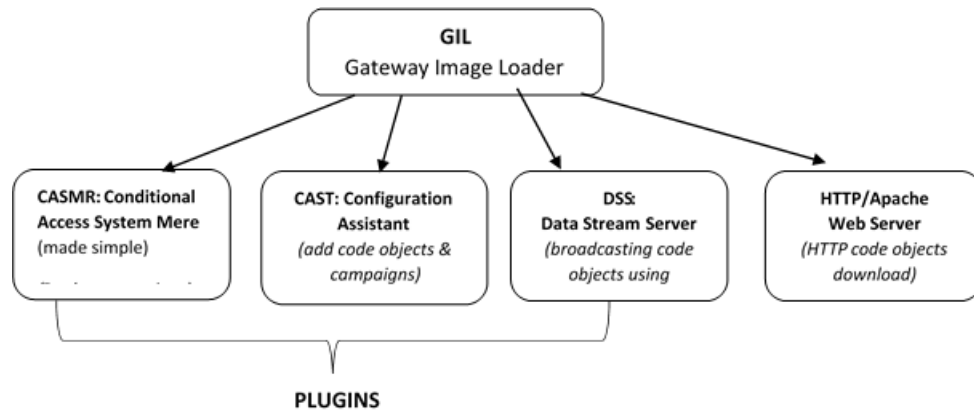 GIL
Gateway Image Loader
CASMR: Conditional
Access System Mere
(made simple)
CAST: Configuration
Assistant
(add code objects &
campaigns)
DSS:
Data Stream Server
(broadcasting code
objects using
HTTP/Apache
Web Server
(HTTP code objects
download)
PLUGINS